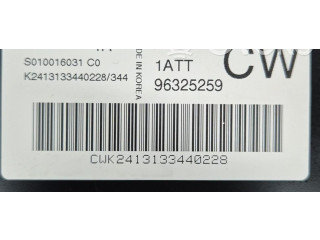 S010016031 C0
K2413133440228/344
DE IN KOREA
1ATT
96325259
CW
CWK2413133440228